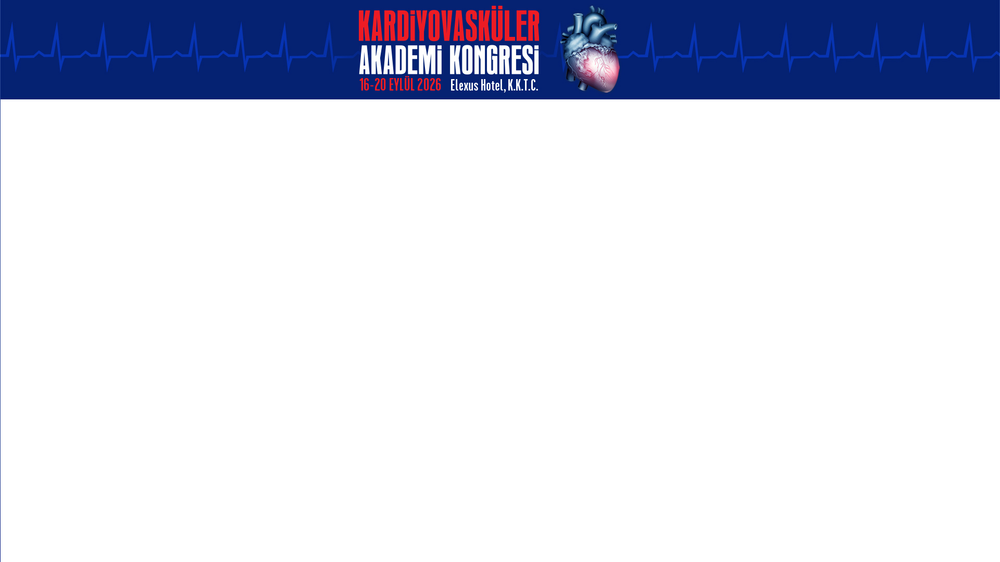 KARDİYOVASKÜLER
AKADEMİ KONGRESİ
16-20 EYLÜL 2026 Elexus Hotel, K.K.T.C.